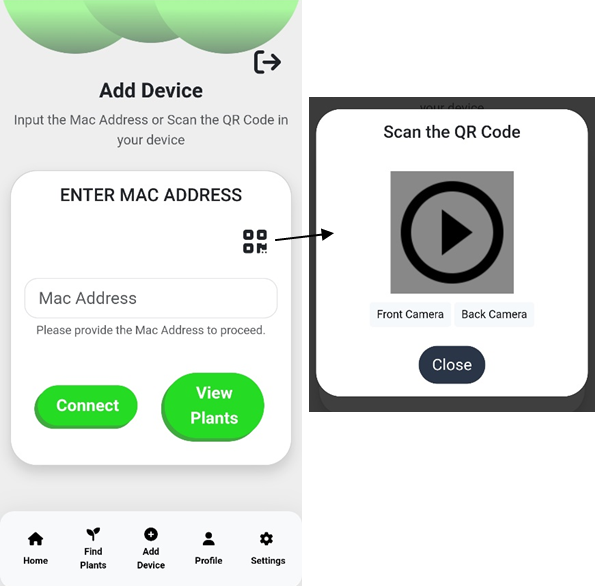 Add Device
Input the Mac Address or Scan the QR Code in
your device
ENTER MAC ADDRESS
Mac Address
Please provide the Mac Address to proceed.
Connect
View
Plants
Home
Find
Plants
Add
Device
Profile
Settings
your device
Scan the QR Code
Front Camera
Back Camera
Close